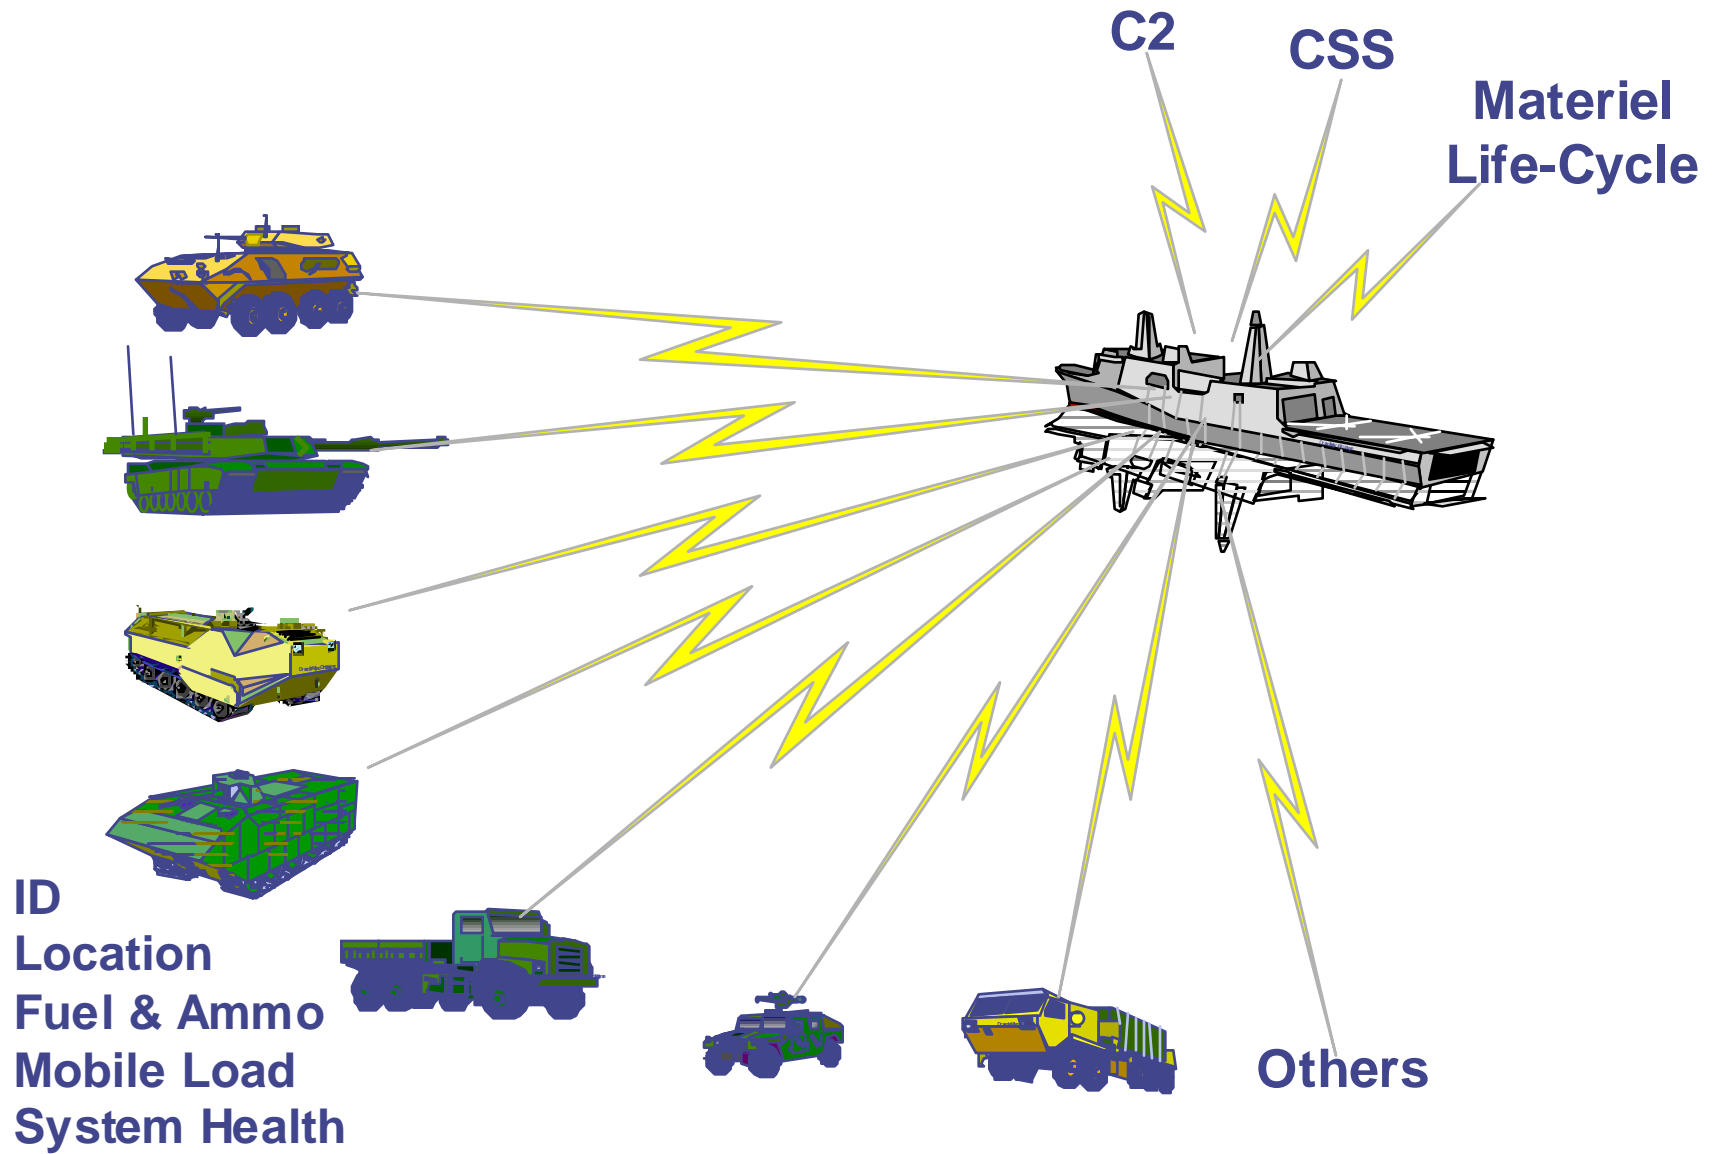 C2
CSS
Materiel
Life-Cycle
ID
Location
Fuel & Ammo
Mobile Load
System Health
Others